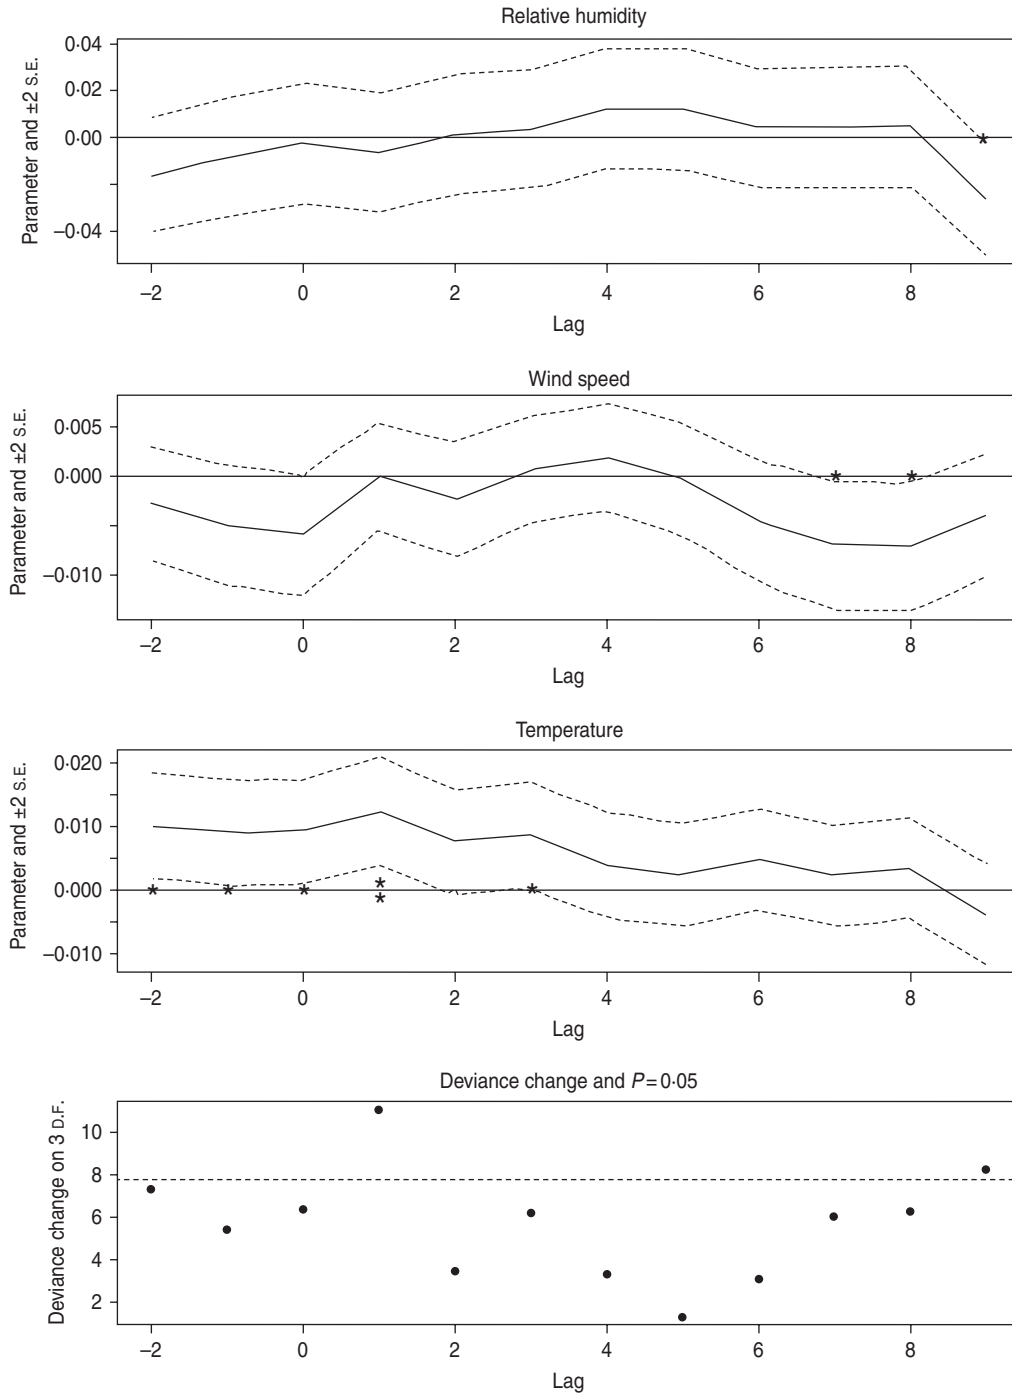 Relative humidity
Parameter and ±2 S.E.
0·04
0·02
0·00
–0·04
*
–2 0 2 4 6 8
Lag
Wind speed
Parameter and ±2 S.E.
0·005
0·000
–0·010
* *
–2 0 2 4 6 8
Lag
Temperature
Parameter and ±2 S.E.
0·020
0·010
0·000
–0·010
* * * * * *
–2 0 2 4 6 8
Lag
Deviance change and P=0·05
Deviance change on 3 D.F.
10
8
6
4
2
–2 0 2 4 6 8
Lag